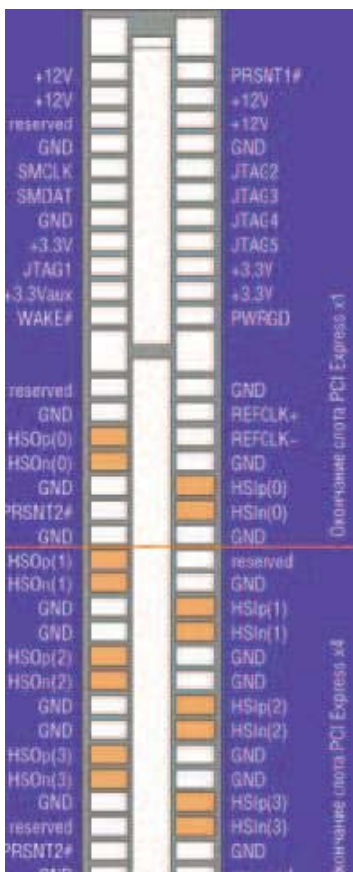 +12V PRSNT1#
+12V +12V
reserved +12V
GND GND
SMCLK JTAG2
SMDAT JTAG3
GND JTAG4
+3.3V JTAG5
JTAG1 +3.3V
+3.3Vaux +3.3V
WAKE# PWRGD
reserved GND
GND REFCLK+
HSOp(0) REFCLK-
HSOn(0) GND
GND HSIp(0)
PRSNT2# HSIn(0)
GND GND
Окончание слота PCI Express x1
HSOp(1) reserved
HSOn(1) GND
GND HSIp(1)
GND HSIn(1)
HSOp(2) GND
HSOn(2) GND
GND HSIp(2)
GND HSIn(2)
HSOp(3) GND
HSOn(3) GND
GND HSIp(3)
reserved HSIn(3)
PRSNT2# GND
слота PCI Express x4